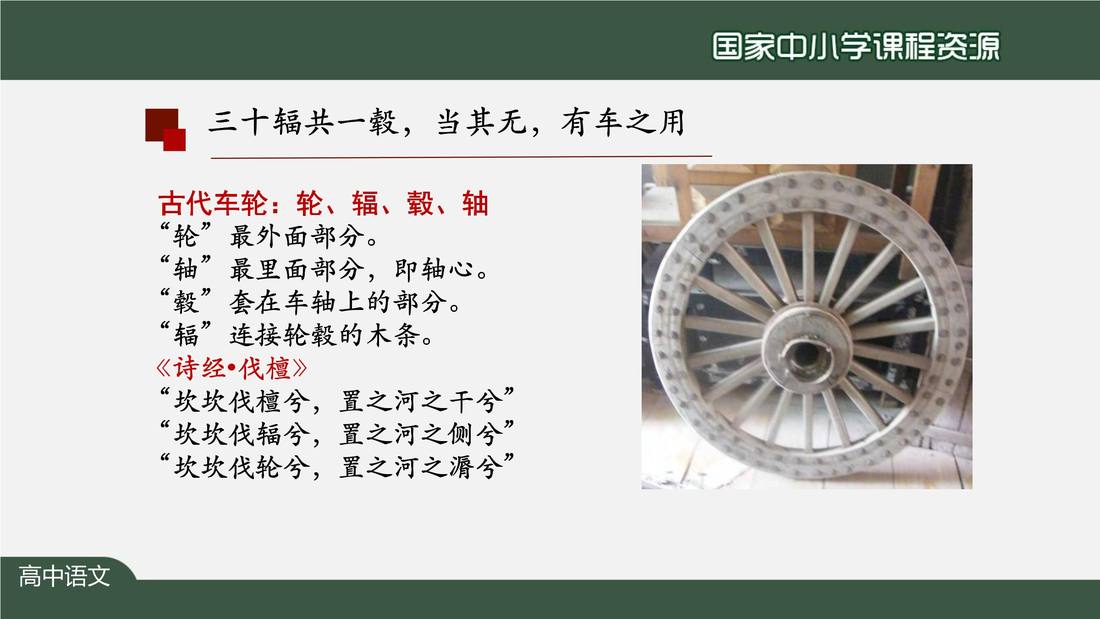 国家中小学课程资源
三十辐共一毂，当其无，有车之用
古代车轮：轮、辐、毂、轴
“轮” 最外面部分。
“轴” 最里面部分，即轴心。
“毂” 套在车轴上的部分。
“辐” 连接轮毂的木条。
《诗经•伐檀》
“坎坎伐檀兮，置之河之干兮”
“坎坎伐辐兮，置之河之侧兮”
“坎坎伐轮兮，置之河之漘兮”
高中语文